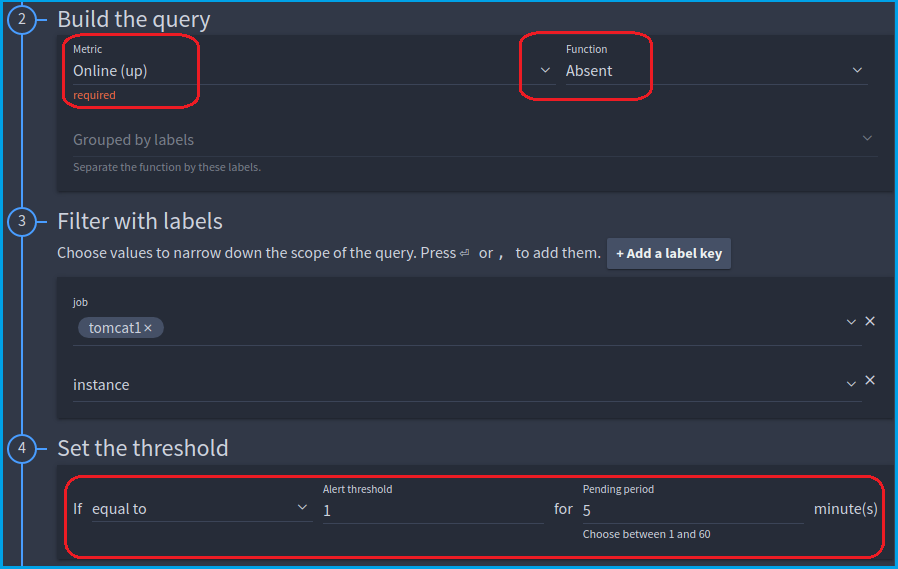 2
Build the query
Metric
Function
Online (up)
Absent
required
Grouped by labels
Separate the function by these labels.
3
Filter with labels
Choose values to narrow down the scope of the query. Press ⏎ or , to add them.
+ Add a label key
job
tomcat1 ×
instance
4
Set the threshold
Alert threshold
Pending period
If equal to 1 for 5 minute(s)
Choose between 1 and 60